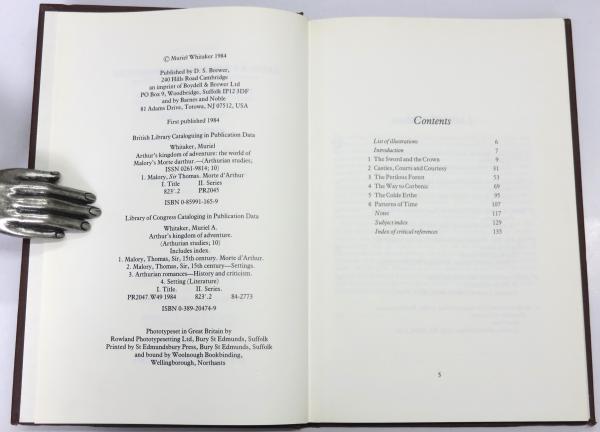 © Muriel Whitaker 1984
Published by D. S. Brewer,
240 Hills Road Cambridge
an imprint of Boydell & Brewer Ltd
PO Box 9, Woodbridge, Suffolk IP12 3DF
and by Barnes and Noble
81 Adams Drive, Totowa, NJ 07512, USA
First published 1984
British Library Cataloguing in Publication Data
Whitaker, Muriel
Arthur's kingdom of adventure: the world of
Malory's Morte darthur.—(Arthurian studies;
ISSN 0261-9814; 10)
1. Malory, Sir Thomas. Morte d'Arthur
I. Title II. Series
823'.2 PR2045
ISBN 0-85991-165-9
Library of Congress Cataloging in Publication Data
Whitaker, Muriel A.
Arthur's kingdom of adventure.
(Arthurian studies; 10)
Includes index.
1. Malory, Thomas, Sir, 15th century. Morte d'Arthur.
2. Malory, Thomas, Sir, 15th century—Settings.
3. Arthurian romances—History and criticism.
4. Setting (Literature)
I. Title. II. Series.
PR2047.W49 1984 823'.2 84-2773
ISBN 0-389-20474-9
Phototypeset in Great Britain by
Rowland Phototypesetting Ltd, Bury St Edmunds, Suffolk
Printed by St Edmundsbury Press, Bury St Edmunds, Suffolk
and bound by Woolnough Bookbinding,
Wellingborough, Northants
Contents
List of illustrations 6
Introduction 7
1 The Sword and the Crown 9
2 Castles, Courts and Courtesy 31
3 The Perilous Forest 53
4 The Way to Corbenic 69
5 The Colde Erthe 95
6 Patterns of Time 107
Notes 117
Subject index 129
Index of critical references 135
5